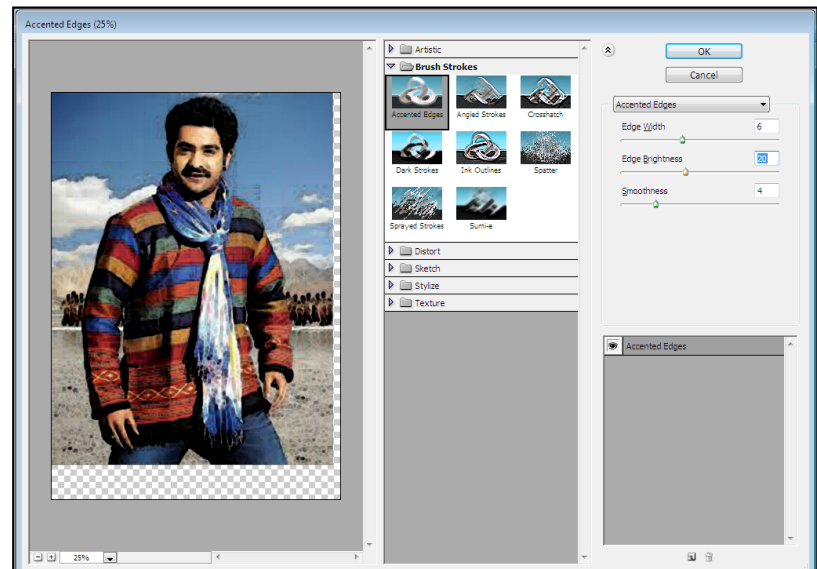 Accented Edges (25%)
Artistic
Brush Strokes
Accented Edges
Angled Strokes
Crosshatch
Dark Strokes
Ink Outlines
Spatter
Sprayed Strokes
Sumi-e
Distort
Sketch
Stylize
Texture
OK
Cancel
Accented Edges
Edge Width 6
Edge Brightness 20
Smoothness 4
Accented Edges
25%